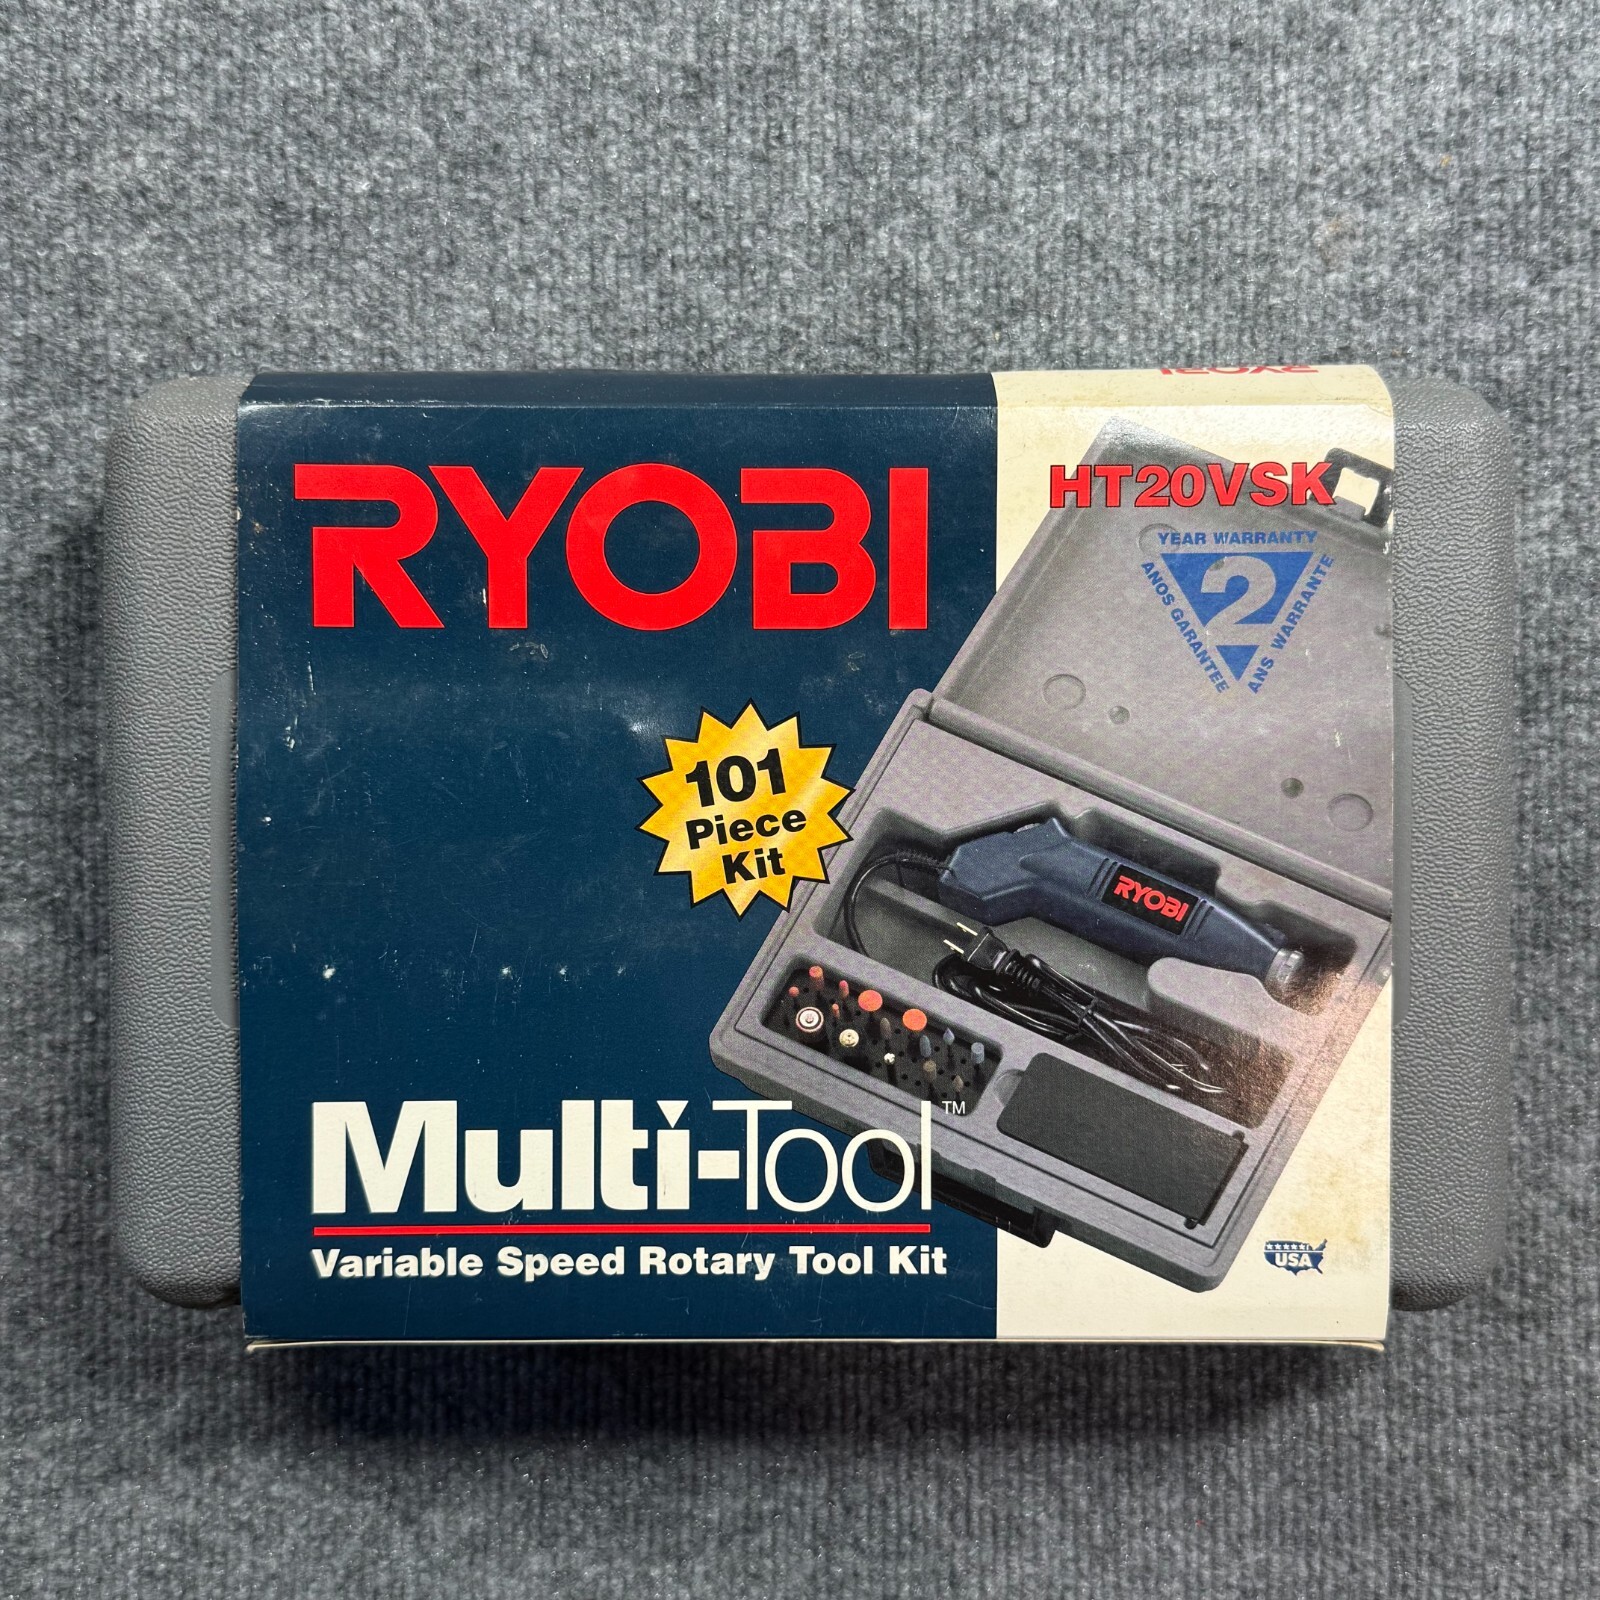 RYOBI
RYOBI
HT20VSK
YEAR WARRANTY
2
ANOS GARANTEE
ANS WARRANTE
101
Piece
Kit
RYOBI
Multi-Tool™
Variable Speed Rotary Tool Kit
USA